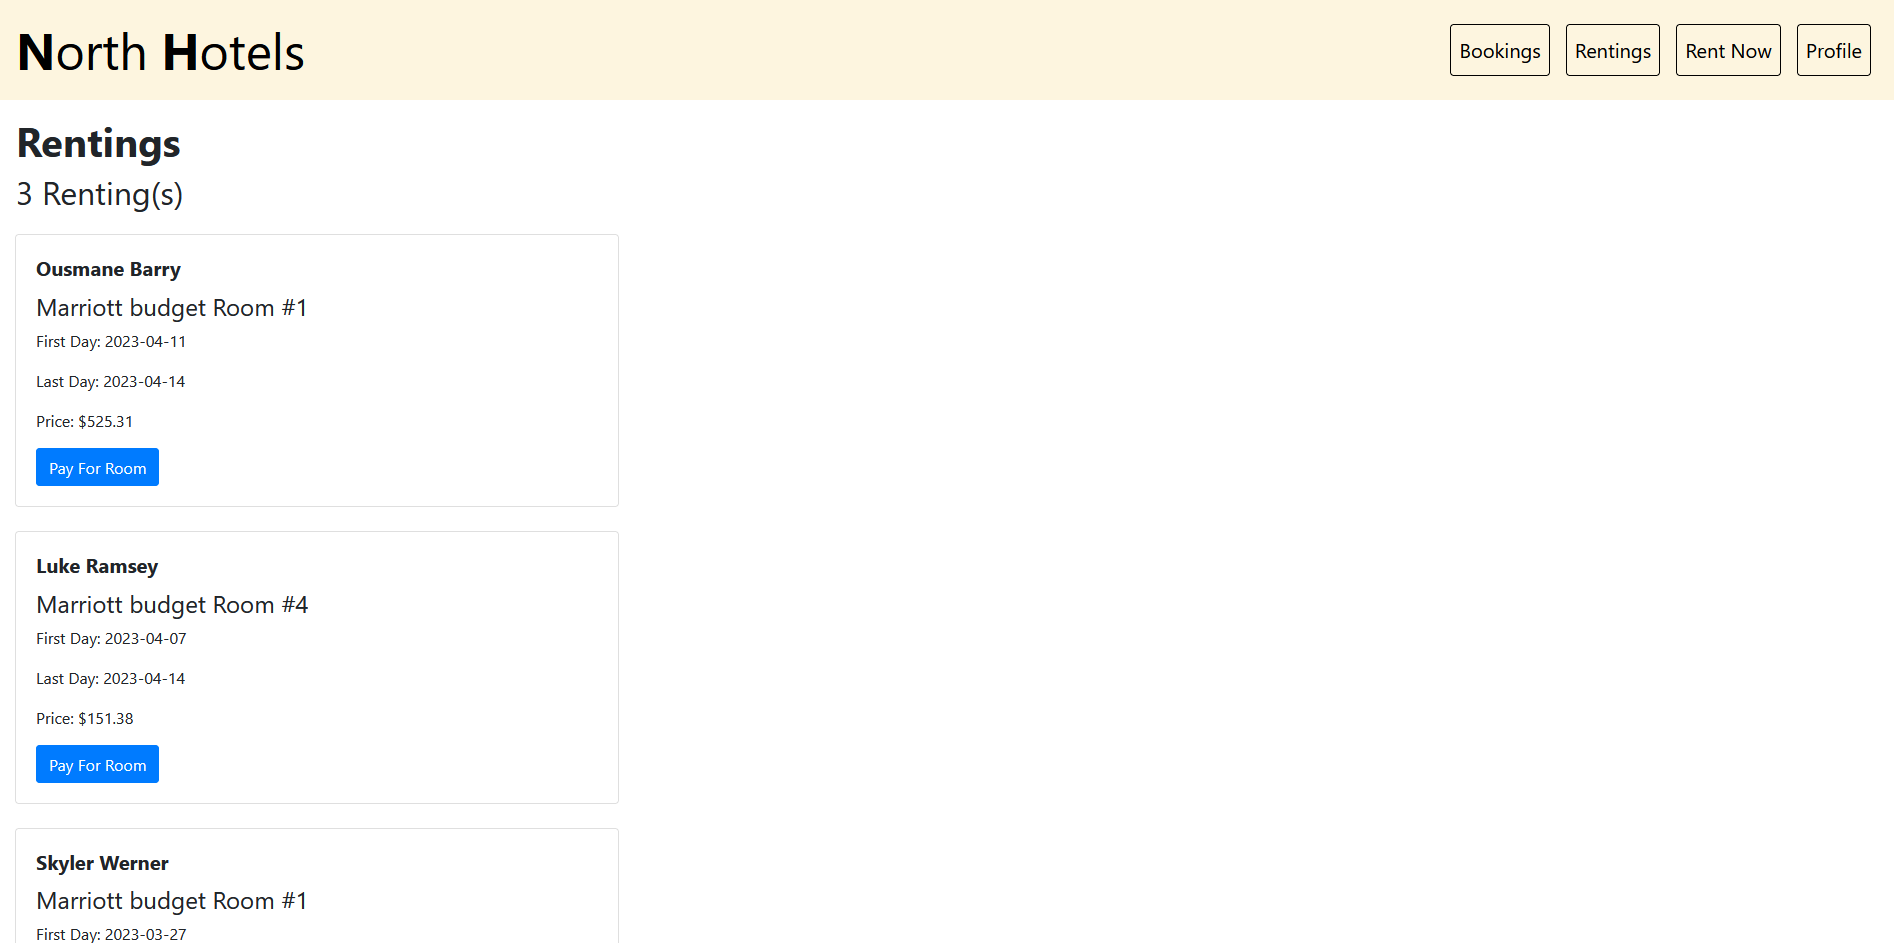 North Hotels
Bookings
Rentings
Rent Now
Profile
Rentings
3 Renting(s)
Ousmane Barry
Marriott budget Room #1
First Day: 2023-04-11
Last Day: 2023-04-14
Price: $525.31
Pay For Room
Luke Ramsey
Marriott budget Room #4
First Day: 2023-04-07
Last Day: 2023-04-14
Price: $151.38
Pay For Room
Skyler Werner
Marriott budget Room #1
First Day: 2023-03-27